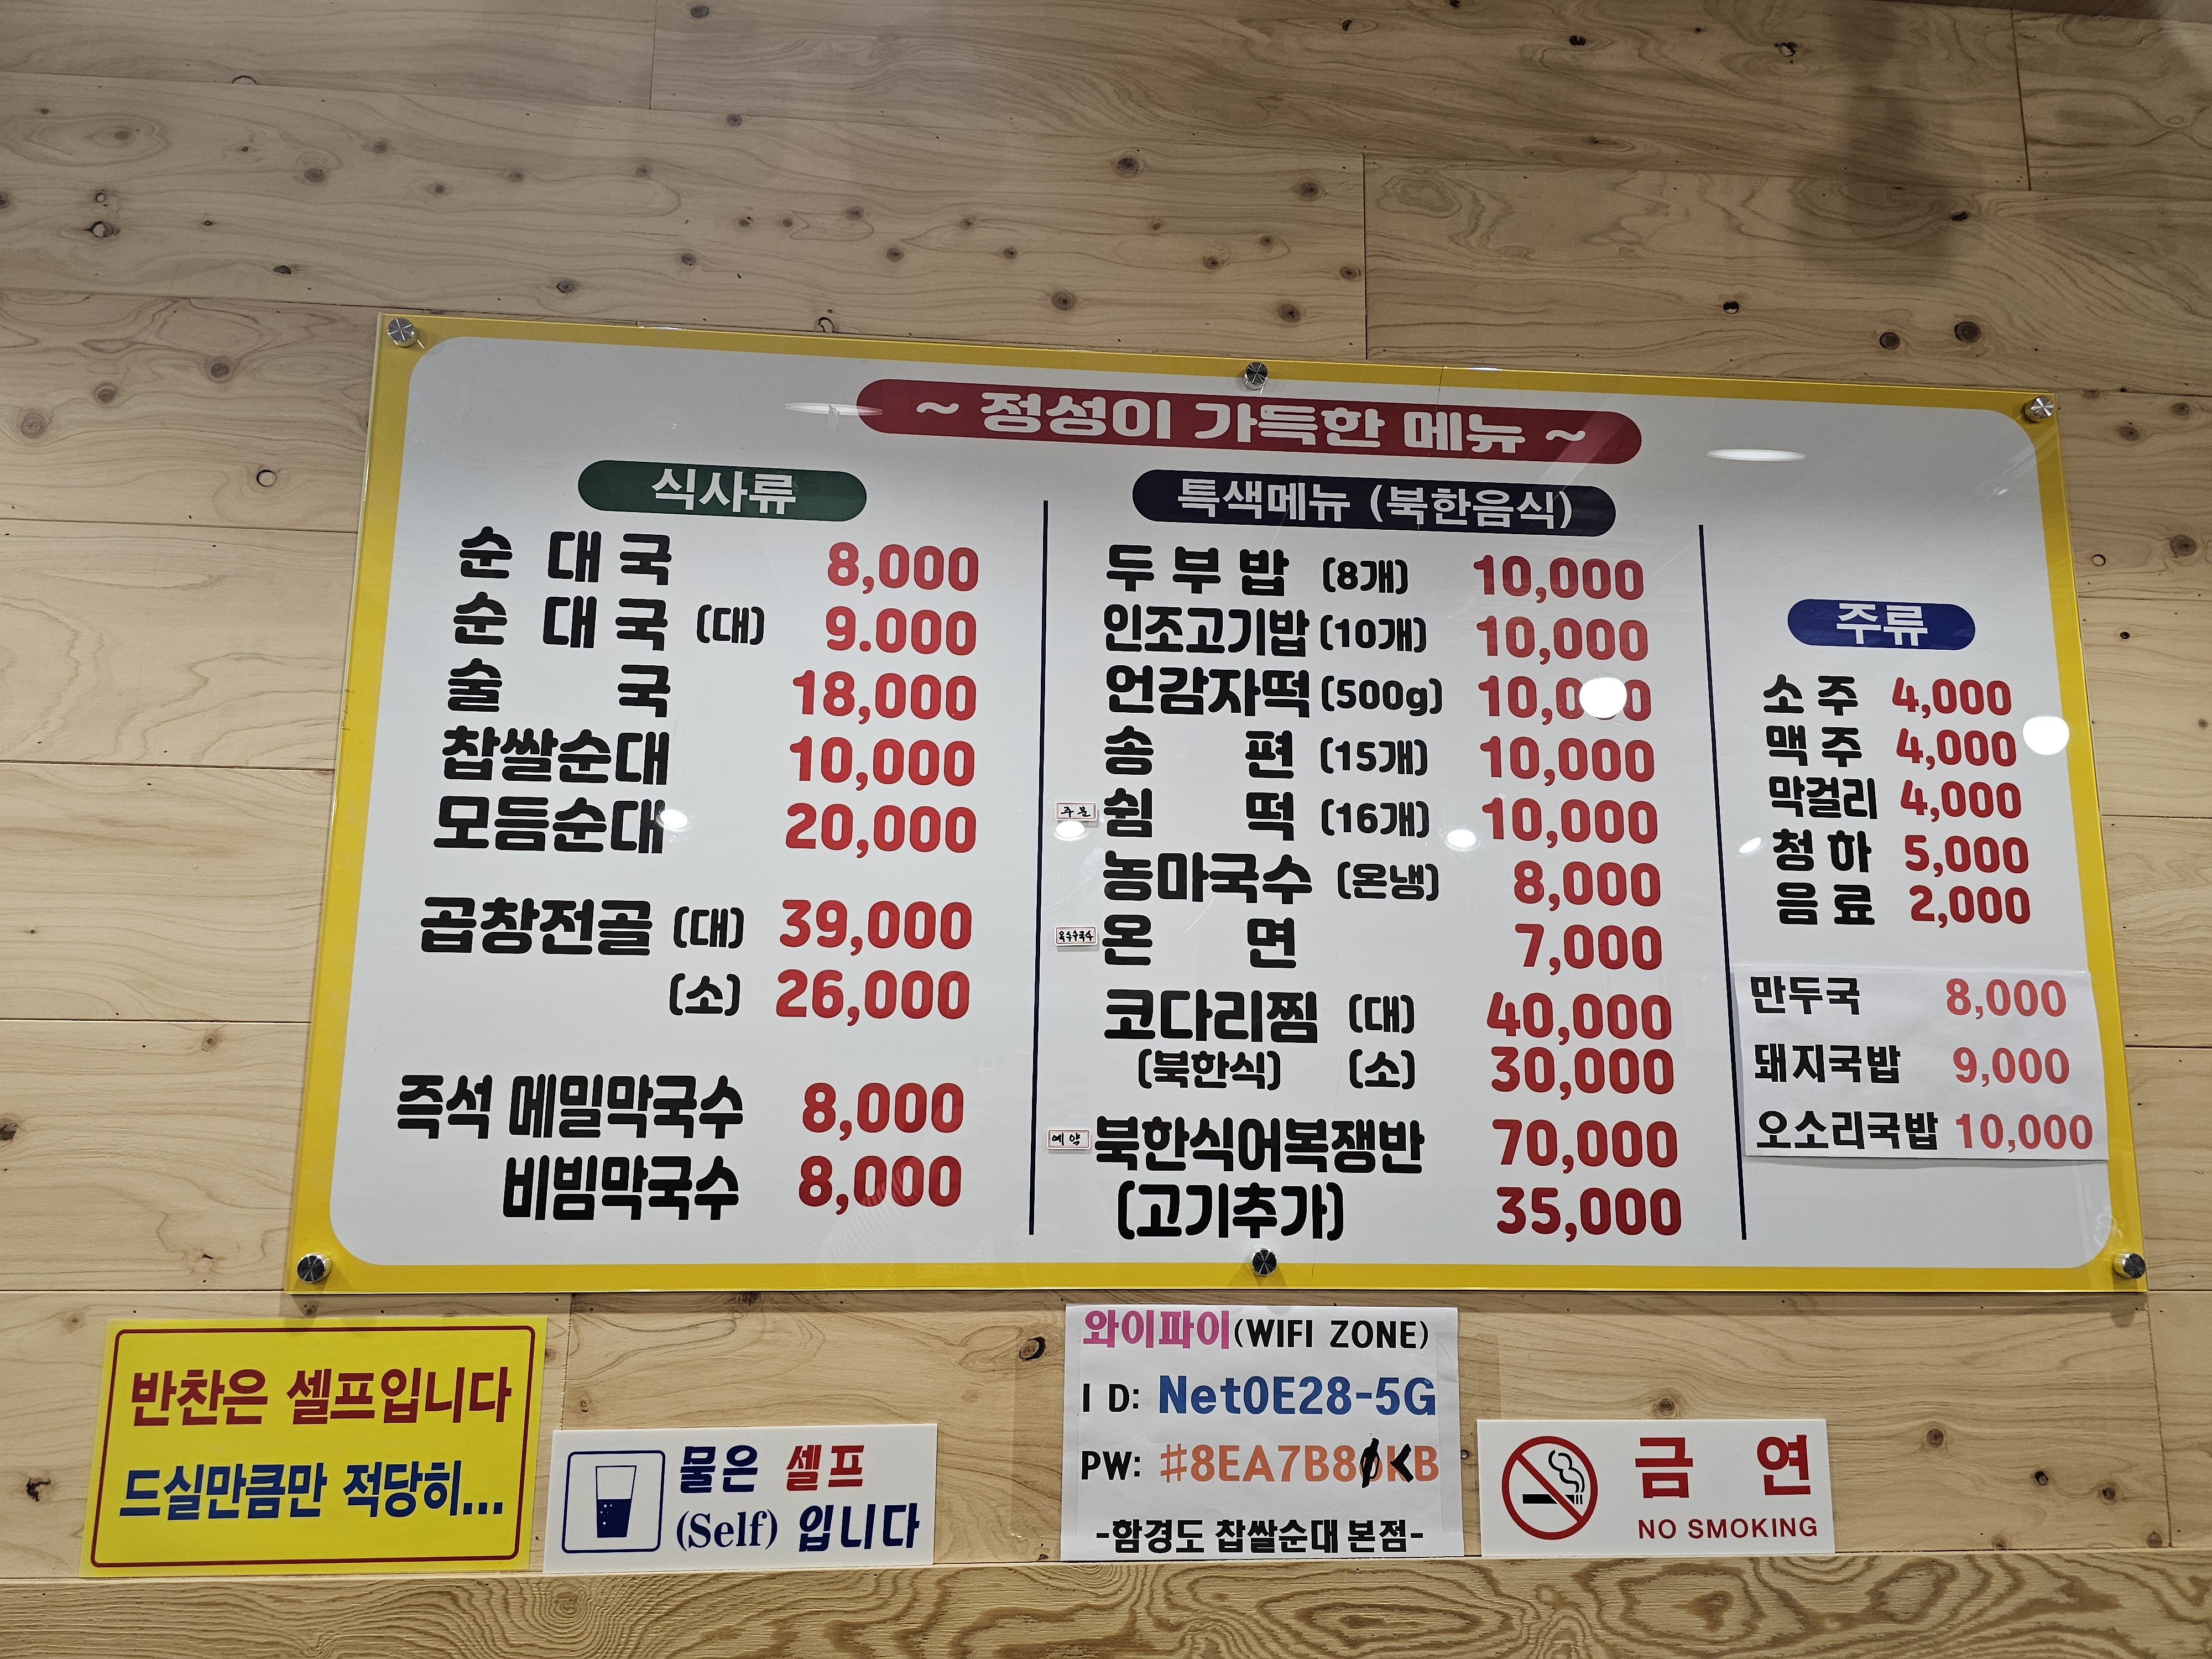 ~ 정성이 가득한 메뉴 ~
식사류
순 대국 8,000
순 대국 (대) 9.000
술 국 18,000
찹쌀순대 10,000
모듬순대 20,000
곱창전골 (대) 39,000
(소) 26,000
즉석 메밀막국수 8,000
비빔막국수 8,000
특색메뉴 (북한음식)
두부밥 (8개) 10,000
인조고기밥 (10개) 10,000
언감자떡 (500g) 10,000
송 편 (15개) 10,000
주문 쉼 떡 (16개) 10,000
농마국수 (온냉) 8,000
옥수수국수 온 면 7,000
코다리찜 (대) 40,000
(북한식) (소) 30,000
예약 북한식어복쟁반 70,000
(고기추가) 35,000
주류
소주 4,000
맥주 4,000
막걸리 4,000
청하 5,000
음료 2,000
만두국 8,000
돼지국밥 9,000
오소리국밥 10,000
반찬은 셀프입니다
드실만큼만 적당히...
물은 셀프
(Self) 입니다
와이파이(WIFI ZONE)
I D: Net0E28-5G
PW: #8EA7B80KB
-함경도 찹쌀순대 본점-
금 연
NO SMOKING